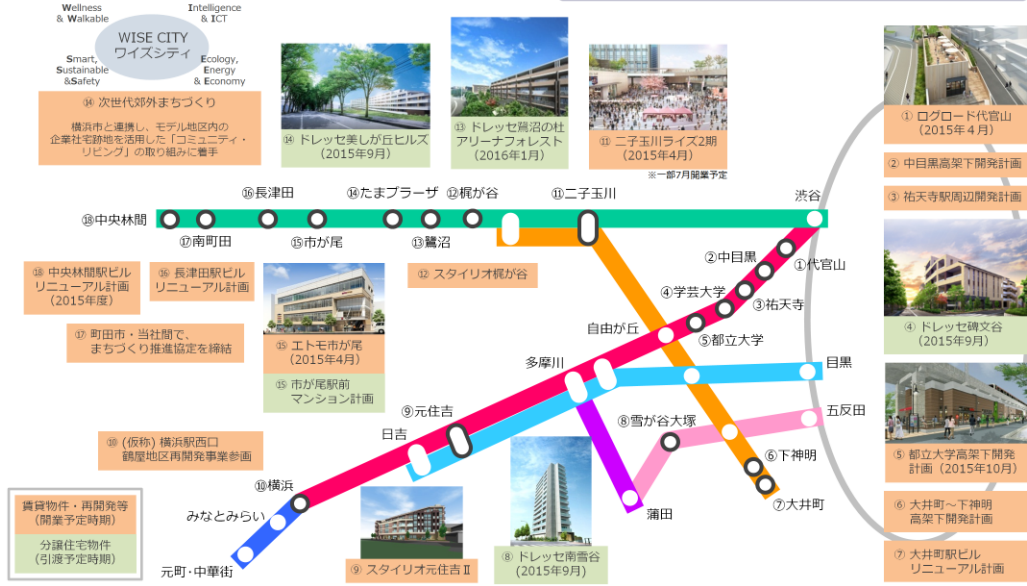 Wellness
& Walkable
Intelligence
& ICT
WISE CITY
ワイズシティ
Smart,
Sustainable
&Safety
Ecology,
Energy
& Economy
⑭ 次世代郊外まちづくり
横浜市と連携し、モデル地区内の
企業社宅跡地を活用した「コミュニティ・
リビング」の取り組みに着手
⑭ ドレッセ美しが丘ヒルズ
(2015年9月)
⑬ ドレッセ鷺沼の杜
アリーナフォレスト
(2016年1月)
⑪ 二子玉川ライズ2期
(2015年4月)
※一部7月開業予定
① ログロード代官山
(2015年４月)
② 中目黒高架下開発計画
③ 祐天寺駅周辺開発計画
④ ドレッセ碑文谷
(2015年9月)
⑤ 都立大学高架下開発
計画 (2015年10月)
⑥ 大井町～下神明
高架下開発計画
⑦ 大井町駅ビル
リニューアル計画
⑱中央林間
⑰南町田
⑯長津田
⑮市が尾
⑭たまプラーザ
⑬鷺沼
⑫梶が谷
⑪二子玉川
渋谷
①代官山
②中目黒
③祐天寺
④学芸大学
⑤都立大学
自由が丘
多摩川
目黒
五反田
⑧雪が谷大塚
⑥下神明
⑦大井町
蒲田
⑨元住吉
日吉
⑩横浜
みなとみらい
元町・中華街
⑱ 中央林間駅ビル
リニューアル計画
(2015年度)
⑯ 長津田駅ビル
リニューアル計画
⑰ 町田市・当社間で、
まちづくり推進協定を締結
⑮ エトモ市が尾
(2015年4月)
⑮ 市が尾駅前
マンション計画
⑫ スタイリオ梶が谷
⑩ (仮称) 横浜駅西口
鶴屋地区再開発事業参画
⑨ スタイリオ元住吉Ⅱ
⑧ ドレッセ南雪谷
(2015年9月)
賃貸物件・再開発等
(開業予定時期)
分譲住宅物件
(引渡予定時期)